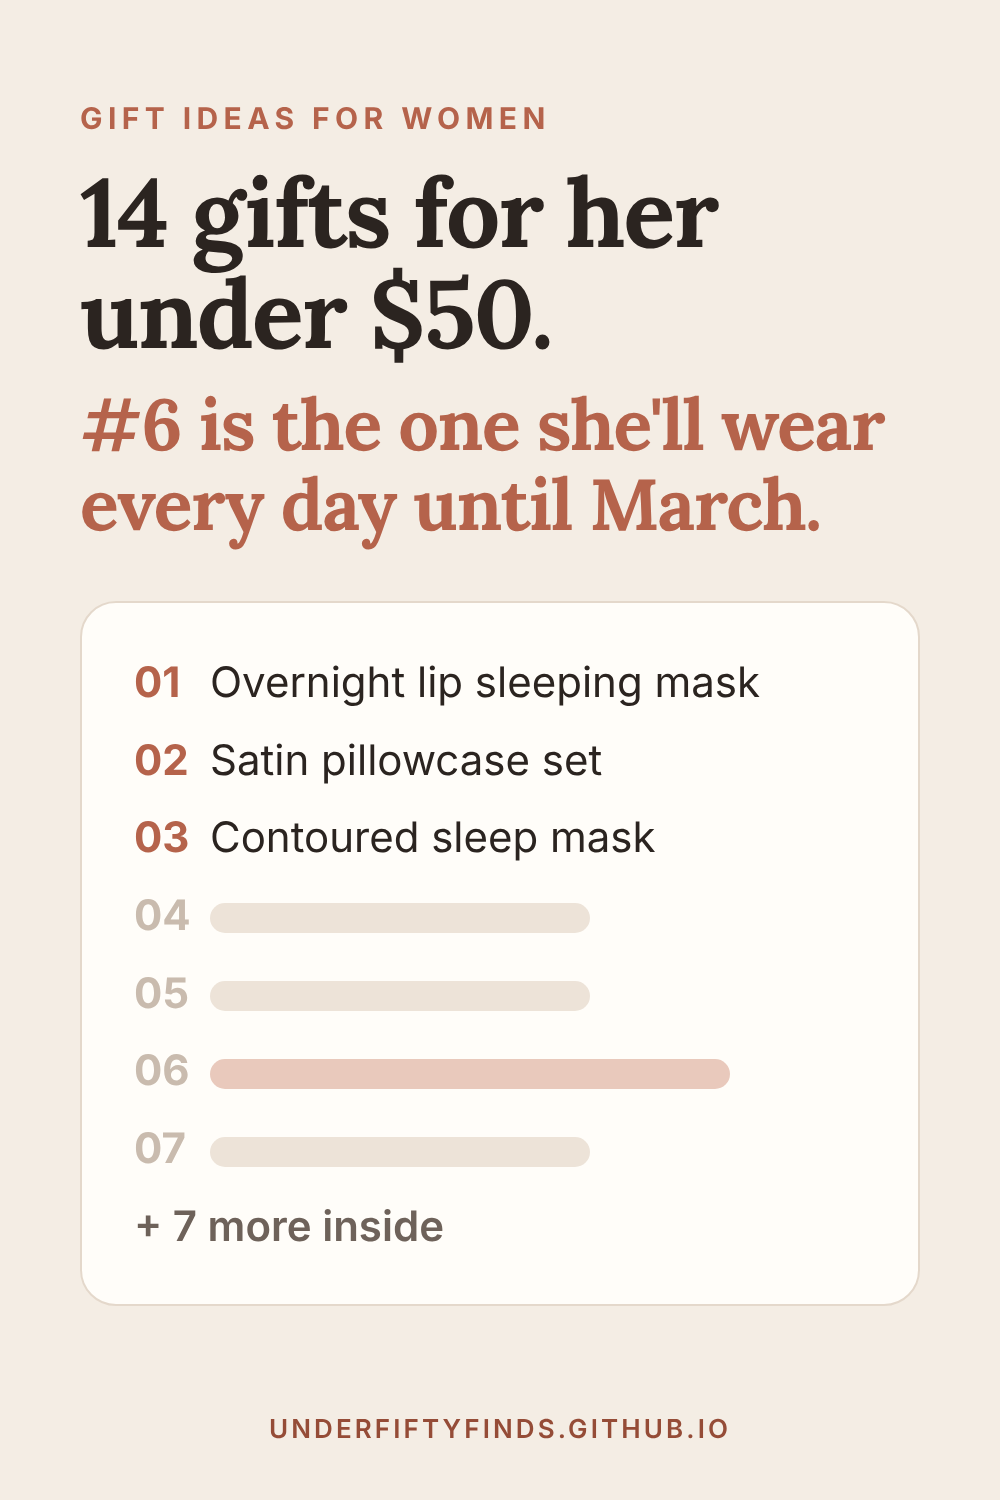 GIFT IDEAS FOR WOMEN
14 gifts for her
under $50.
#6 is the one she'll wear
every day until March.
01 Overnight lip sleeping mask
02 Satin pillowcase set
03 Contoured sleep mask
04
05
06
07
+ 7 more inside
UNDERFIFTYFINDS.GITHUB.IO